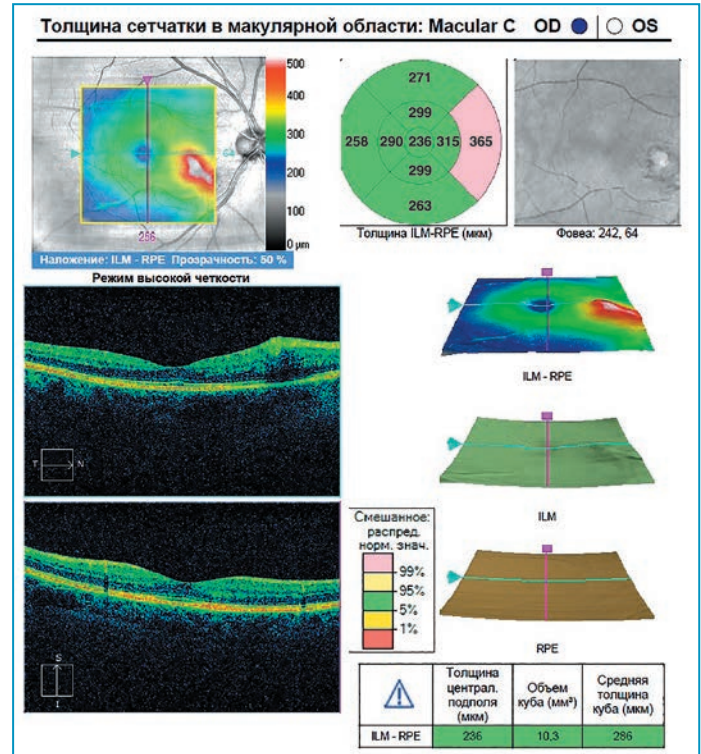 Толщина сетчатки в макулярной области: Macular C OD | OS
500
400
300
200
100
0 µm
256
Наложение: ILM - RPE Прозрачность: 50 %
271
299
258 290 236 315 365
299
263
Толщина ILM-RPE (мкм)
Фовеа: 242, 64
Режим высокой четкости
T N
S
I
ILM - RPE
ILM
RPE
Смешанное:
распред.
норм. знач.
99%
95%
5%
1%
Толщина централ. подполя (мкм)
Объем куба (мм³)
Средняя толщина куба (мкм)
ILM - RPE 236 10,3 286